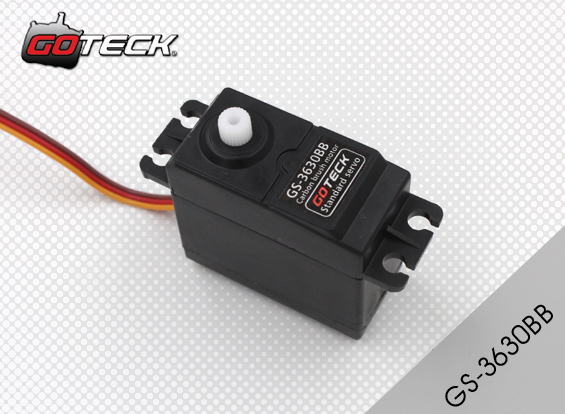 GOTECK
GS-3630BB
Carbon brush motor
GOTECK
Standard servo
GS-3630BB